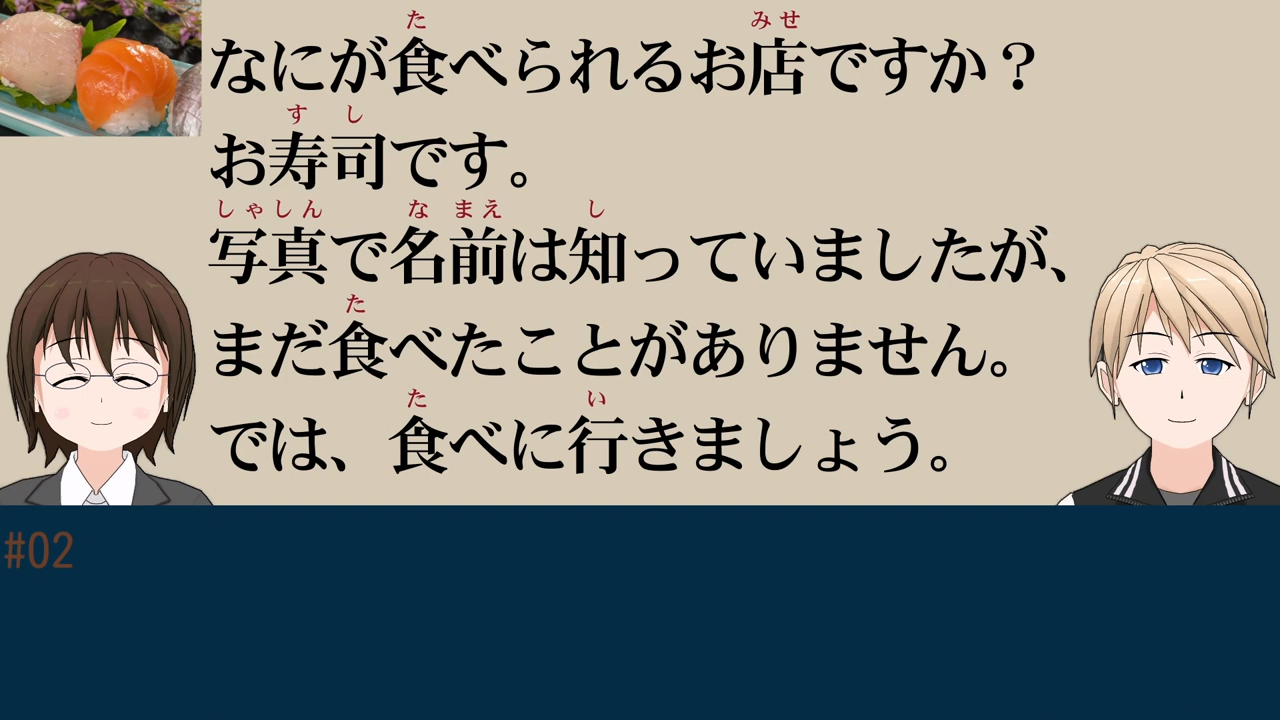 なにが食べられるお店ですか？
お寿司です。
写真で名前は知っていましたが、
まだ食べたことがありません。
では、食べに行きましょう。
#02